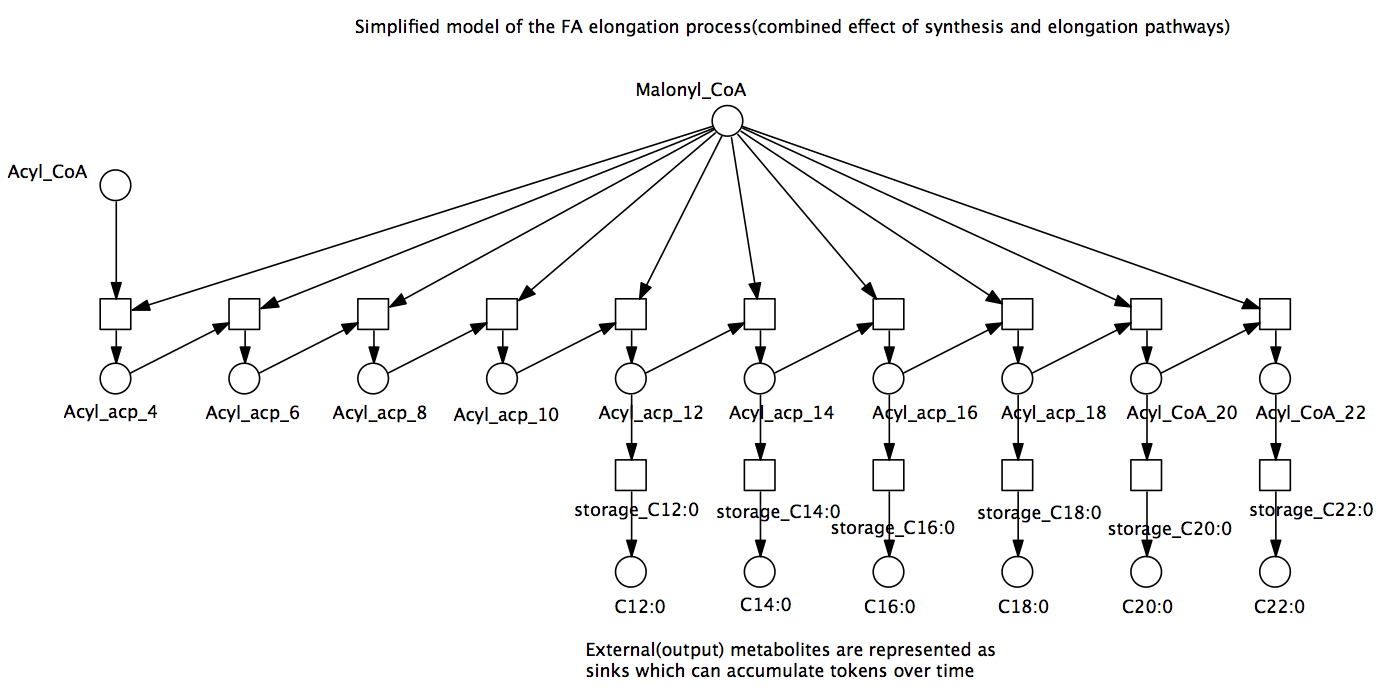 Simplified model of the FA elongation process(combined effect of synthesis and elongation pathways)
Malonyl_CoA
Acyl_CoA
Acyl_acp_4
Acyl_acp_6
Acyl_acp_8
Acyl_acp_10
Acyl_acp_12
Acyl_acp_14
Acyl_acp_16
Acyl_acp_18
Acyl_CoA_20
Acyl_CoA_22
storage_C12:0
storage_C14:0
storage_C16:0
storage_C18:0
storage_C20:0
storage_C22:0
C12:0
C14:0
C16:0
C18:0
C20:0
C22:0
External(output) metabolites are represented as
sinks which can accumulate tokens over time